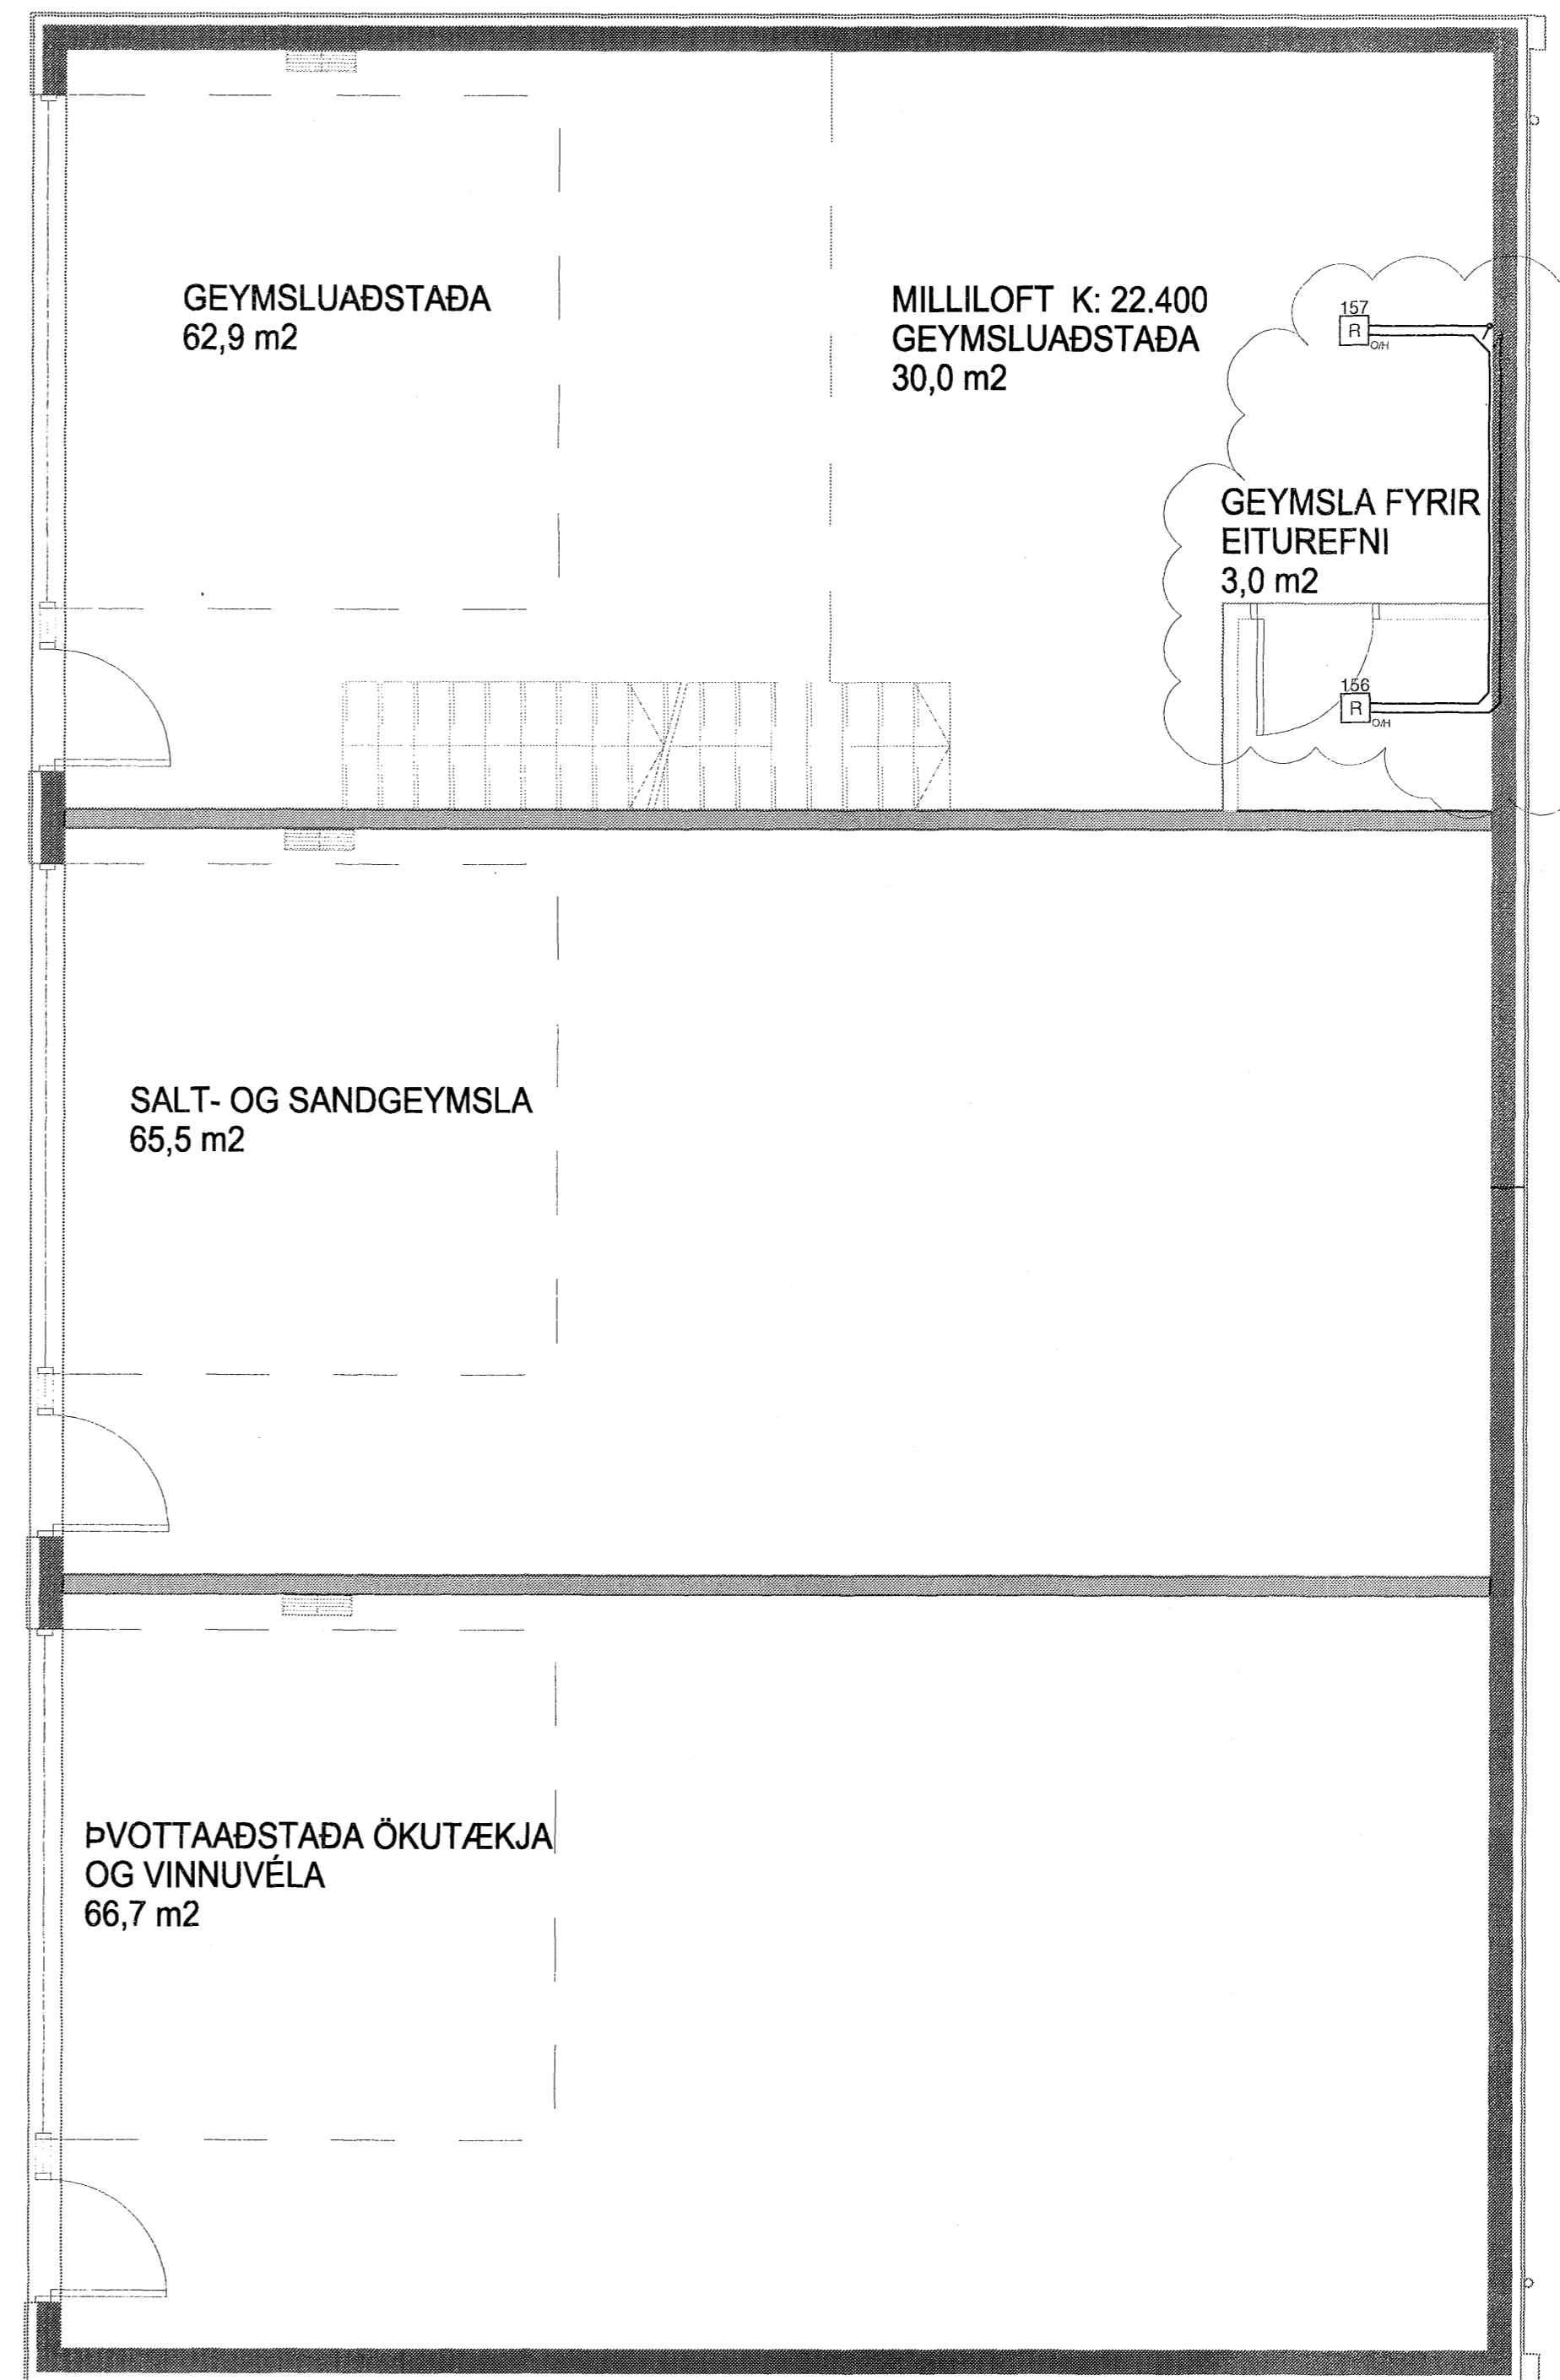 GEYMSLUAÐSTAÐA
62,9 m2
MILLILOFT K: 22.400
GEYMSLUAÐSTAÐA
30,0 m2
157
R
O/H
GEYMSLA FYRIR
EITUREFNI
3,0 m2
156
R
O/H
SALT- OG SANDGEYMSLA
65,5 m2
ÞVOTTAAÐSTAÐA ÖKUTÆKJA
OG VINNUVÉLA
66,7 m2